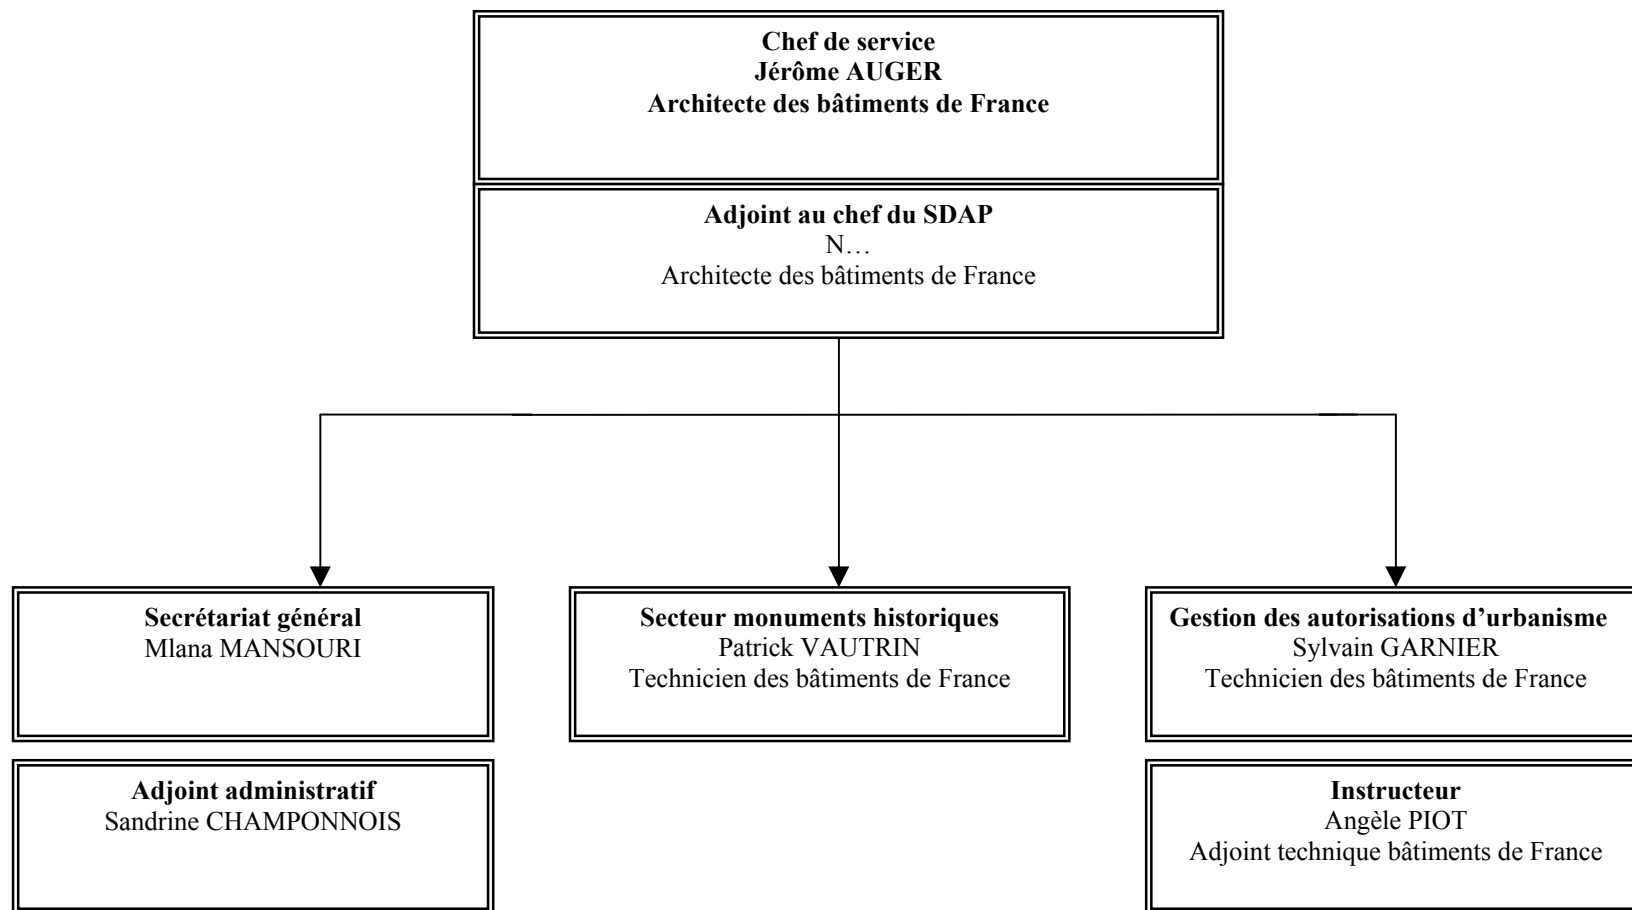 Chef de service
Jérôme AUGER
Architecte des bâtiments de France
Adjoint au chef du SDAP
N…
Architecte des bâtiments de France
Secrétariat général
Mlana MANSOURI
Secteur monuments historiques
Patrick VAUTRIN
Technicien des bâtiments de France
Gestion des autorisations d’urbanisme
Sylvain GARNIER
Technicien des bâtiments de France
Adjoint administratif
Sandrine CHAMPONNOIS
Instructeur
Angèle PIOT
Adjoint technique bâtiments de France